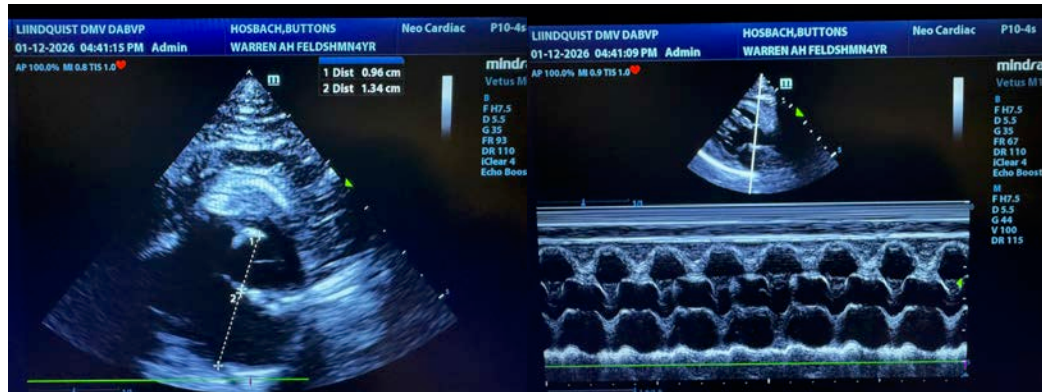 LIINDQUIST DMV DABVP
HOSBACH,BUTTONS
Neo Cardiac
P10-4s
01-12-2026 04:41:15 PM Admin
WARREN AH FELDSHMN4YR
AP 100.0% MI 0.8 TIS 1.0
m
1 Dist 0.96 cm
2 Dist 1.34 cm
mindra
Vetus M1
B
F H7.5
D 5.5
G 35
FR 93
DR 110
iClear 4
Echo Boost
2
LIINDQUIST DMV DABVP
HOSBACH,BUTTONS
Neo Cardiac
P10-4s
01-12-2026 04:41:09 PM Admin
WARREN AH FELDSHMN4YR
AP 100.0% MI 0.9 TIS 1.0
m
mindra
Vetus M1
B
F H7.5
D 5.5
G 35
FR 67
DR 110
iClear 4
Echo Boost
M
F H7.5
D 5.5
G 44
V 100
DR 115